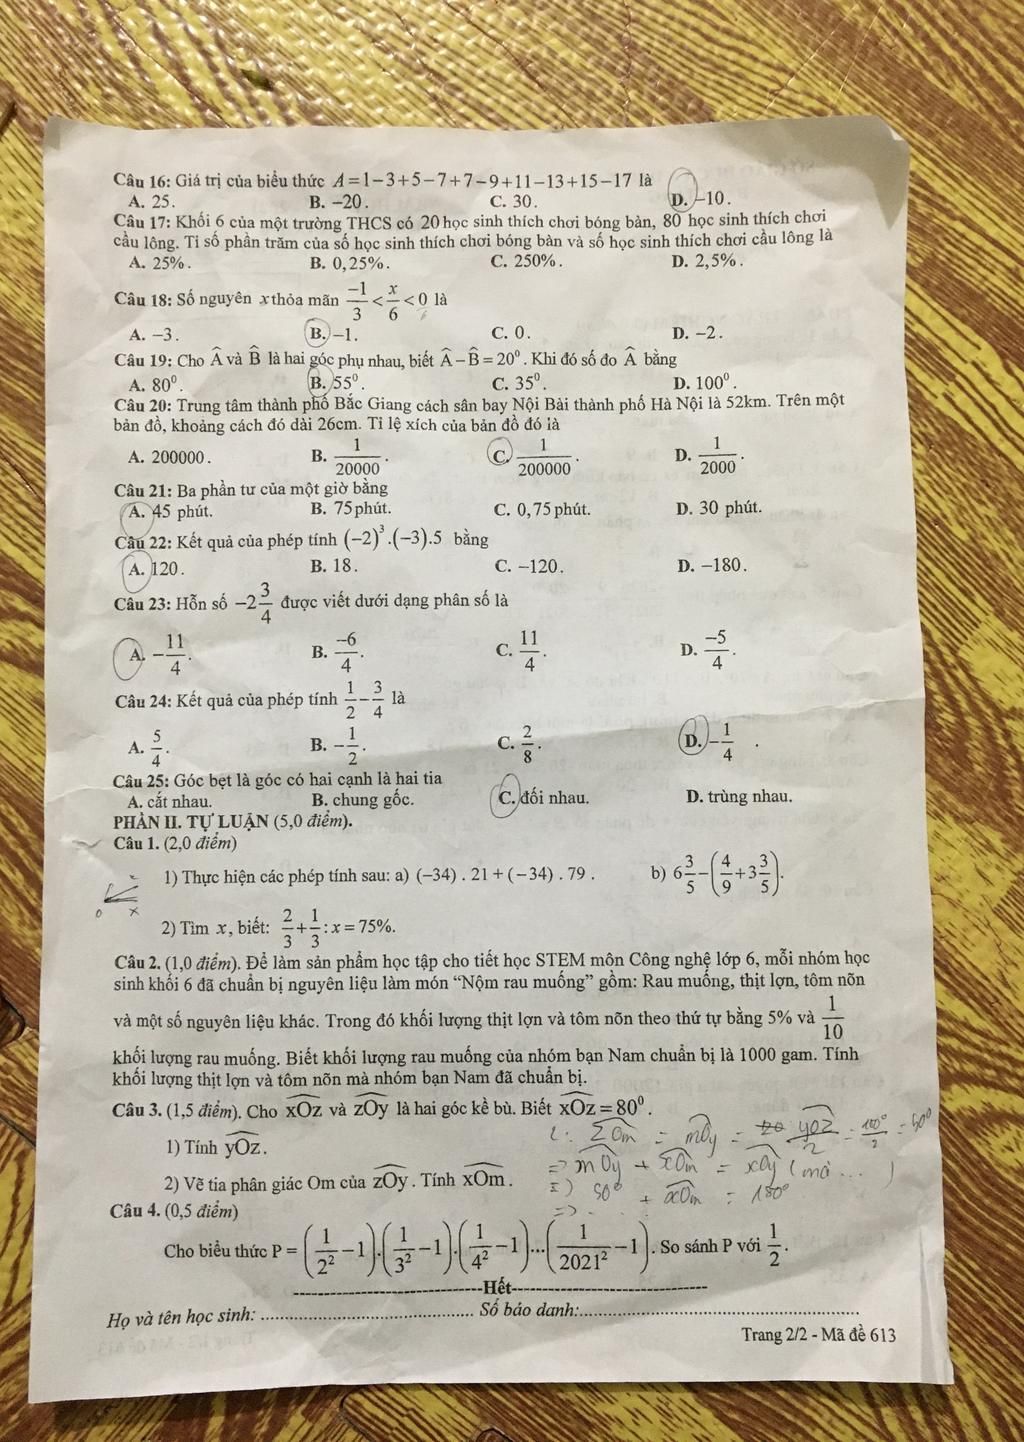 Câu 16: Giá trị của biểu thức A=1−3+5−7+7−9+11−13+15−17 là
A. 25. B. −20. C. 30. D. −10.
Câu 17: Khối 6 của một trường THCS có 20 học sinh thích chơi bóng bàn, 80 học sinh thích chơi
cầu lông. Tỉ số phần trăm của số học sinh thích chơi bóng bàn và số học sinh thích chơi cầu lông là
A. 25%. B. 0,25%. C. 250%. D. 2,5%.
Câu 18: Số nguyên x thỏa mãn -1/3 < x/6 < 0 là
A. −3. B. −1. C. 0. D. −2.
Câu 19: Cho Â và B̂ là hai góc phụ nhau, biết Â − B̂ = 20⁰. Khi đó số đo Â bằng
A. 80⁰. B. 55⁰. C. 35⁰. D. 100⁰.
Câu 20: Trung tâm thành phố Bắc Giang cách sân bay Nội Bài thành phố Hà Nội là 52km. Trên một
bản đồ, khoảng cách đó dài 26cm. Tỉ lệ xích của bản đồ đó là
A. 200000. B. 1/20000. C. 1/200000. D. 1/2000.
Câu 21: Ba phần tư của một giờ bằng
A. 45 phút. B. 75 phút. C. 0,75 phút. D. 30 phút.
Câu 22: Kết quả của phép tính (−2)³.(−3).5 bằng
A. 120. B. 18. C. −120. D. −180.
Câu 23: Hỗn số −2 3/4 được viết dưới dạng phân số là
A. −11/4. B. −6/4. C. 11/4. D. −5/4.
Câu 24: Kết quả của phép tính 1/2 − 3/4 là
A. 5/4. B. −1/2. C. 2/8. D. −1/4.
Câu 25: Góc bẹt là góc có hai cạnh là hai tia
A. cắt nhau. B. chung gốc. C. đối nhau. D. trùng nhau.
PHẦN II. TỰ LUẬN (5,0 điểm).
Câu 1. (2,0 điểm)
1) Thực hiện các phép tính sau: a) (−34) . 21 + (−34) . 79 . b) 6 3/5 − (4/9 + 3 3/5).
O x z
2) Tìm x, biết: 2/3 + 1/3 : x = 75%.
Câu 2. (1,0 điểm). Để làm sản phẩm học tập cho tiết học STEM môn Công nghệ lớp 6, mỗi nhóm học
sinh khối 6 đã chuẩn bị nguyên liệu làm món “Nộm rau muống” gồm: Rau muống, thịt lợn, tôm nõn
và một số nguyên liệu khác. Trong đó khối lượng thịt lợn và tôm nõn theo thứ tự bằng 5% và 1/10
khối lượng rau muống. Biết khối lượng rau muống của nhóm bạn Nam chuẩn bị là 1000 gam. Tính
khối lượng thịt lợn và tôm nõn mà nhóm bạn Nam đã chuẩn bị.
Câu 3. (1,5 điểm). Cho xOz và zOy là hai góc kề bù. Biết xOz = 80⁰.
2: zOm = mOy = yOz/2 = 100⁰/2 = 50⁰
1) Tính yOz.
=> mOy + xOm = xOy (mà ...)
2) Vẽ tia phân giác Om của zOy. Tính xOm.
=> 50⁰ + xOm = 180⁰
=> . . .
Câu 4. (0,5 điểm)
Cho biểu thức P = (1/2² − 1).(1/3² − 1).(1/4² − 1)...(1/2021² − 1). So sánh P với 1/2.
--------------------------Hết---------------------------
Họ và tên học sinh: ........................................ Số báo danh:........................................................
Trang 2/2 - Mã đề 613